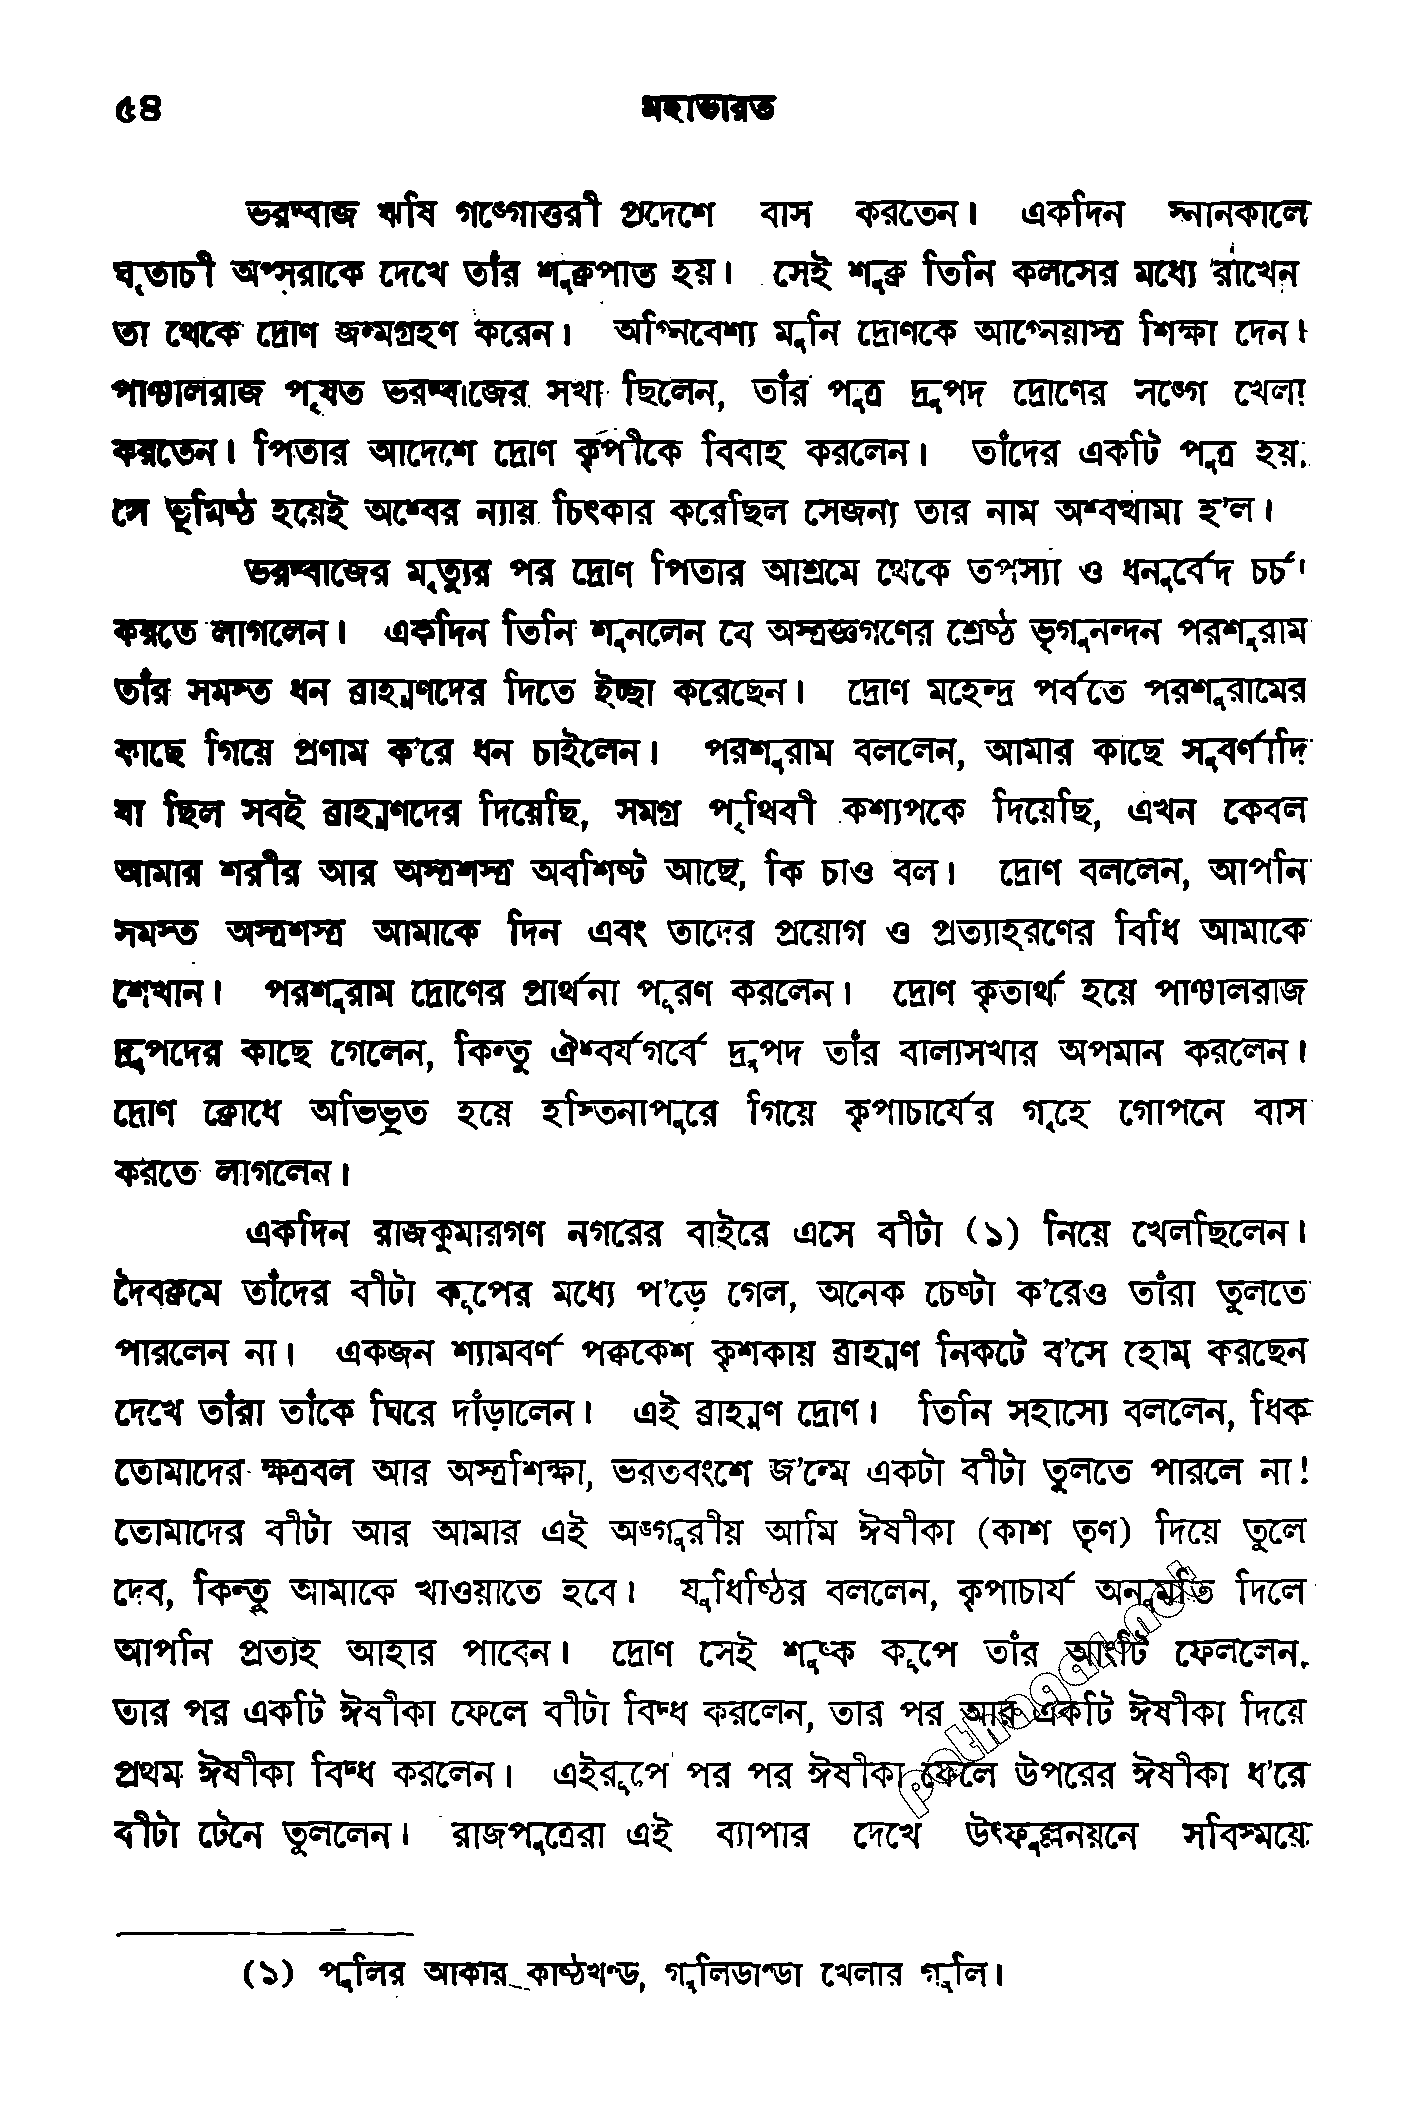 ৫৪
মহাভারত
ভরদ্বাজ ঋষি গঙ্গোত্তরী প্রদেশে বাস করতেন। একদিন স্নানকালে
ঘৃতাচী অপ্সরাকে দেখে তাঁর শুক্রপাত হয়। সেই শুক্র তিনি কলসের মধ্যে রাখেন
তা থেকে দ্রোণ জন্মগ্রহণ করেন। অগ্নিবেশ্য মুনি দ্রোণকে আগ্নেয়াস্ত্র শিক্ষা দেন।
পাঞ্চালরাজ পৃষত ভরদ্বাজের সখা ছিলেন, তাঁর পুত্র দ্রুপদ দ্রোণের সঙ্গে খেলা
করতেন। পিতার আদেশে দ্রোণ কৃপীকে বিবাহ করলেন। তাঁদের একটি পুত্র হয়,
সে ভূমিষ্ঠ হয়েই অশ্বের ন্যায় চিৎকার করেছিল সেজন্য তার নাম অশ্বত্থামা হ'ল।
ভরদ্বাজের মৃত্যুর পর দ্রোণ পিতার আশ্রমে থেকে তপস্যা ও ধনুর্বেদ চর্চা
করতে লাগলেন। একদিন তিনি শুনলেন যে অস্ত্রজ্ঞগণের শ্রেষ্ঠ ভৃগুনন্দন পরশুরাম
তাঁর সমস্ত ধন ব্রাহ্মণদের দিতে ইচ্ছা করেছেন। দ্রোণ মহেন্দ্র পর্বতে পরশুরামের
কাছে গিয়ে প্রণাম ক'রে ধন চাইলেন। পরশুরাম বললেন, আমার কাছে সুবর্ণাদি
যা ছিল সবই ব্রাহ্মণদের দিয়েছি, সমগ্র পৃথিবী কশ্যপকে দিয়েছি, এখন কেবল
আমার শরীর আর অস্ত্রশস্ত্র অবশিষ্ট আছে, কি চাও বল। দ্রোণ বললেন, আপনি
সমস্ত অস্ত্রশস্ত্র আমাকে দিন এবং তাদের প্রয়োগ ও প্রত্যাহরণের বিধি আমাকে
শেখান। পরশুরাম দ্রোণের প্রার্থনা পূরণ করলেন। দ্রোণ কৃতার্থ হয়ে পাঞ্চালরাজ
দ্রুপদের কাছে গেলেন, কিন্তু ঐশ্বর্যগর্বে দ্রুপদ তাঁর বাল্যসখার অপমান করলেন।
দ্রোণ ক্রোধে অভিভূত হয়ে হস্তিনাপুরে গিয়ে কৃপাচার্যের গৃহে গোপনে বাস
করতে লাগলেন।
একদিন রাজকুমারগণ নগরের বাইরে এসে বীটা (১) নিয়ে খেলছিলেন।
দৈবক্রমে তাঁদের বীটা কূপের মধ্যে প'ড়ে গেল, অনেক চেষ্টা ক'রেও তাঁরা তুলতে
পারলেন না। একজন শ্যামবর্ণ পক্ককেশ কৃশকায় ব্রাহ্মণ নিকটে ব'সে হোম করছেন
দেখে তাঁরা তাঁকে ঘিরে দাঁড়ালেন। এই ব্রাহ্মণ দ্রোণ। তিনি সহাস্যে বললেন, ধিক
তোমাদের ক্ষত্রবল আর অস্ত্রশিক্ষা, ভরতবংশে জ'ন্মে একটা বীটা তুলতে পারলে না!
তোমাদের বীটা আর আমার এই অঙ্গুরীয় আমি ঈষীকা (কাশ তৃণ) দিয়ে তুলে
দেব, কিন্তু আমাকে খাওয়াতে হবে। যুধিষ্ঠির বললেন, কৃপাচার্য অনুমতি দিলে
আপনি প্রত্যহ আহার পাবেন। দ্রোণ সেই শুষ্ক কূপে তাঁর আংটি ফেললেন,
তার পর একটি ঈষীকা ফেলে বীটা বিদ্ধ করলেন, তার পর আর একটি ঈষীকা দিয়ে
প্রথম ঈষীকা বিদ্ধ করলেন। এইরূপে পর পর ঈষীকা ফেলে উপরের ঈষীকা ধ'রে
বীটা টেনে তুললেন। রাজপুত্রেরা এই ব্যাপার দেখে উৎফুল্লনয়নে সবিস্ময়ে
(১) পুলির আকার কাষ্ঠখণ্ড, গুলিডাণ্ডা খেলার গুলি।
pathagar.net